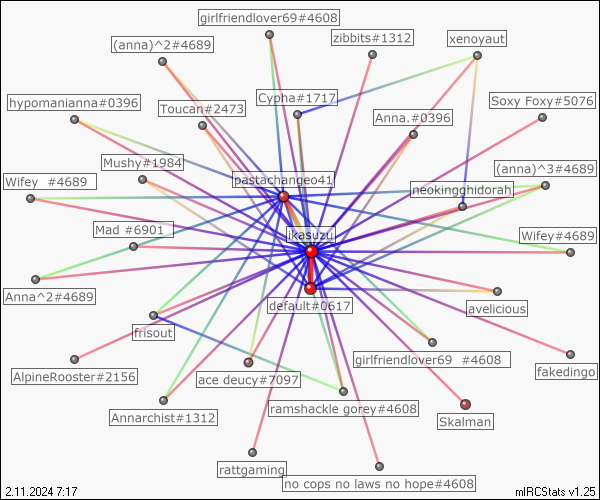 girlfriendlover69#4608
zibbits#1312
xenoyaut
(anna)^2#4689
hypomanianna#0396
Toucan#2473
Cypha#1717
Anna.#0396
Soxy Foxy#5076
Mushy#1984
pastachangeo41
(anna)^3#4689
Wifey #4689
neokingghidorah
Mad #6901
ikasuzu
Wifey#4689
Anna^2#4689
default#0617
avelicious
frisout
girlfriendlover69 #4608
fakedingo
AlpineRooster#2156
ace deucy#7097
Annarchist#1312
ramshackle gorey#4608
Skalman
rattgaming
no cops no laws no hope#4608
2.11.2024 7:17
mIRCStats v1.25